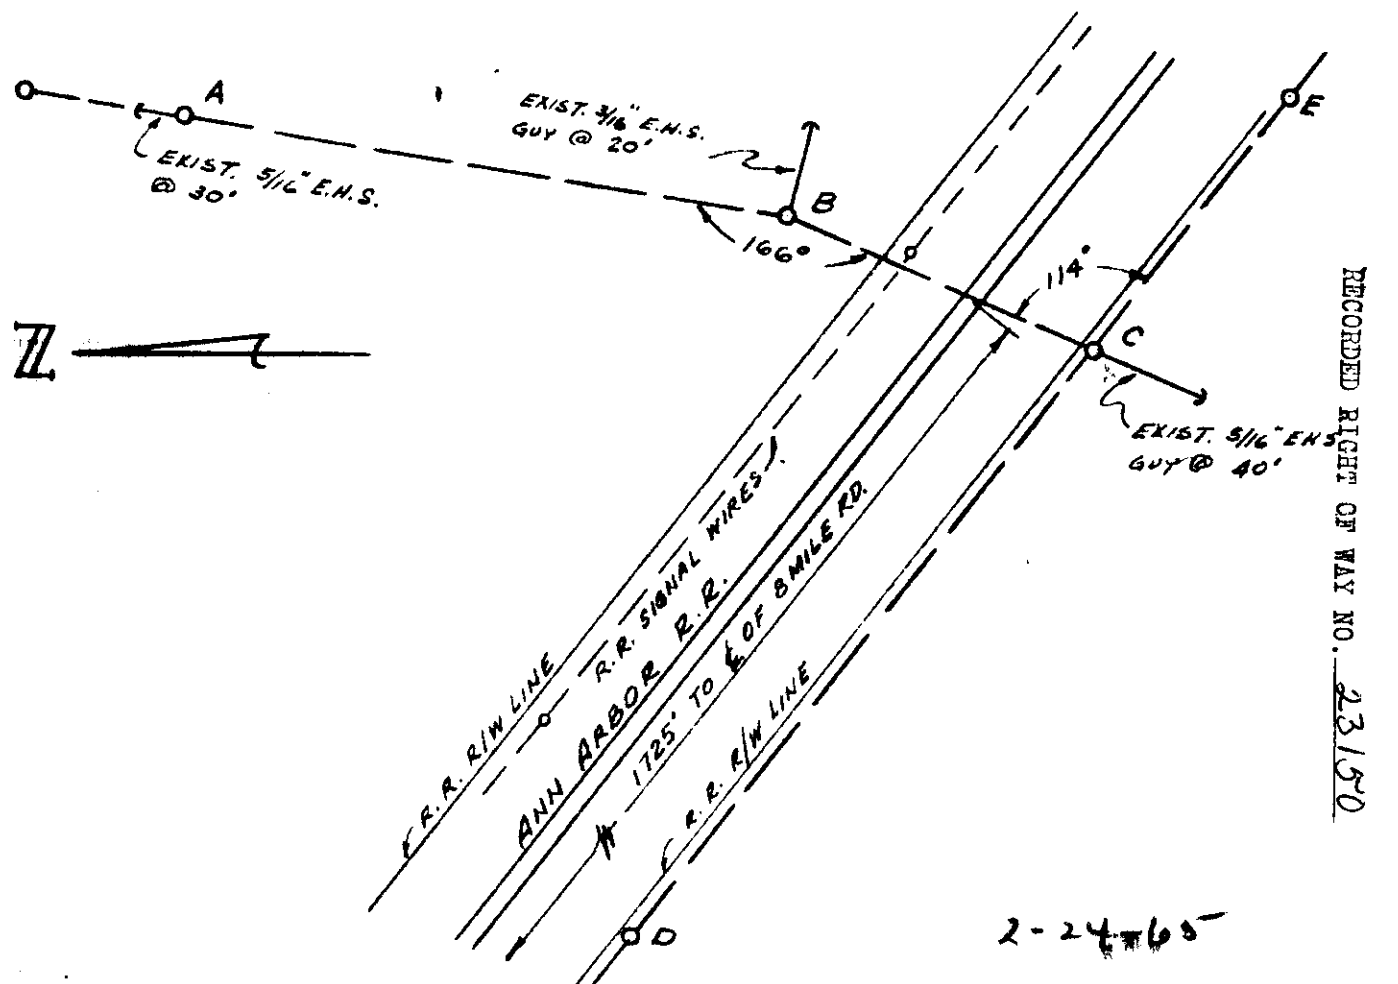 A
EXIST. 5/16" E.H.S.
@ 30'
EXIST. 3/16" E.H.S.
GUY @ 20'
B
166°
E
114°
C
EXIST. 5/16" EHS
GUY @ 40'
N
R.R. R/W LINE
R.R. SIGNAL WIRES
ANN ARBOR R.R.
1725' TO ℄ OF 8 MILE RD.
R.R. R/W LINE
D
RECORDED RIGHT OF WAY NO. 23150
2-24-65